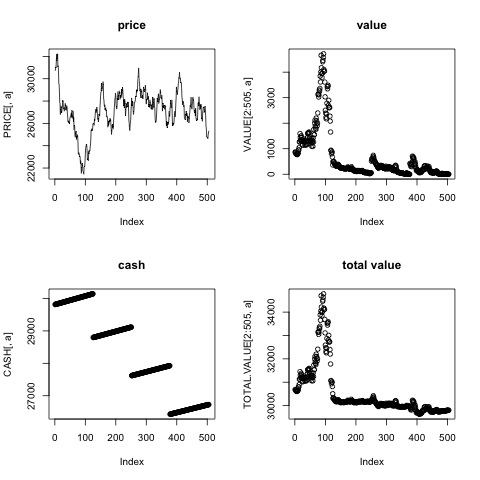 price
PRICE[, a]
22000 26000 30000
0 100 200 300 400 500
Index
value
VALUE[2:505, a]
0 1000 3000
0 100 200 300 400 500
Index
cash
CASH[, a]
27000 29000
0 100 200 300 400 500
Index
total value
TOTAL.VALUE[2:505, a]
30000 32000 34000
0 100 200 300 400 500
Index